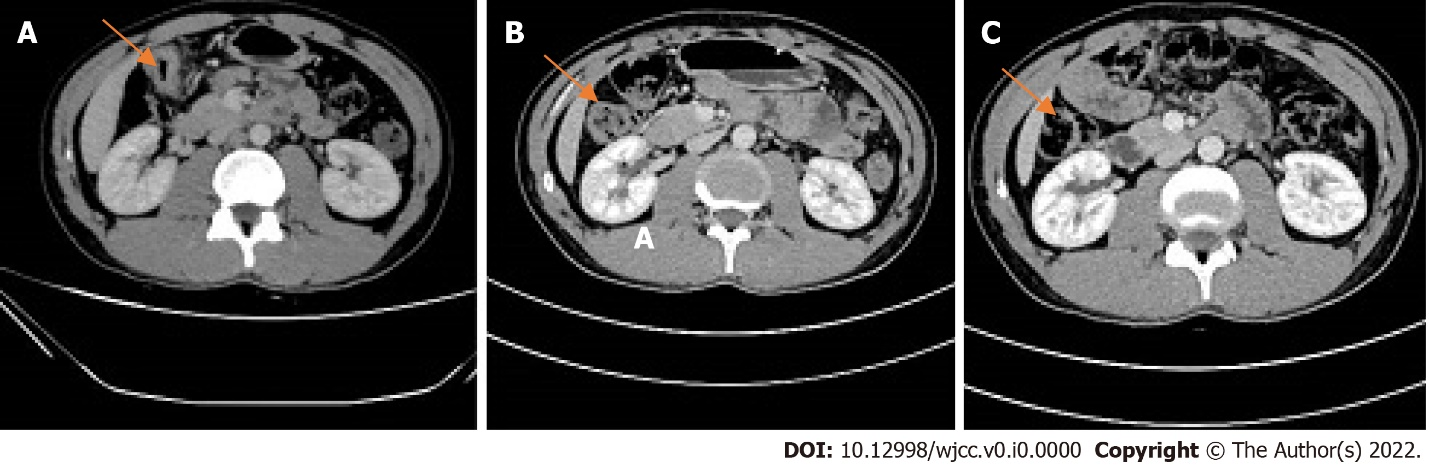 A
B
C
A
DOI: 10.12998/wjcc.v0.i0.0000 Copyright © The Author(s) 2022.